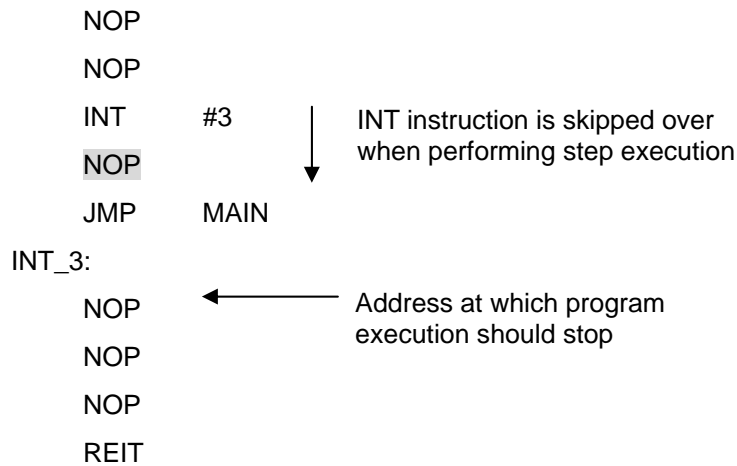 NOP
NOP
INT #3
INT instruction is skipped over
when performing step execution
NOP
JMP MAIN
INT_3:
NOP
Address at which program
execution should stop
NOP
NOP
REIT